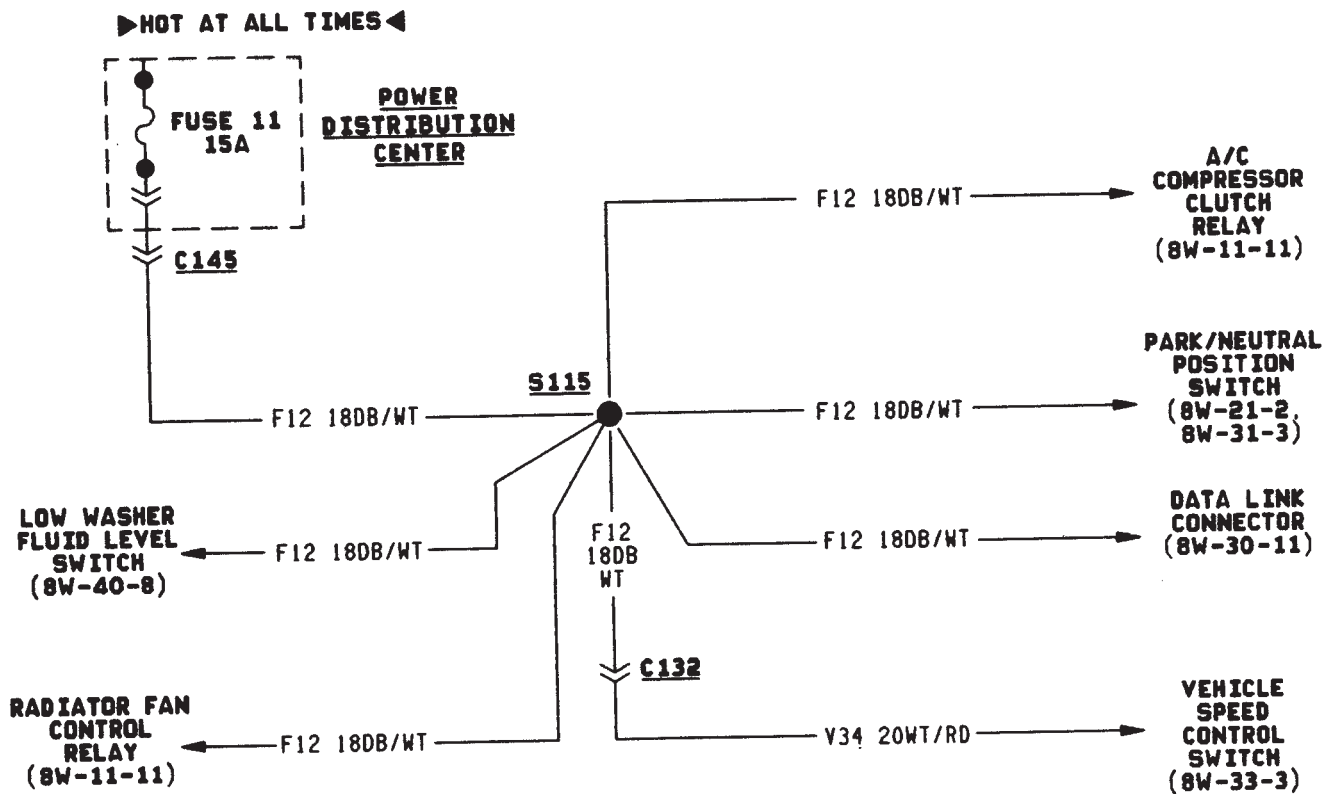 HOT AT ALL TIMES
FUSE 11
15A
POWER
DISTRIBUTION
CENTER
C145
F12 18DB/WT
A/C
COMPRESSOR
CLUTCH
RELAY
(8W-11-11)
S115
F12 18DB/WT
F12 18DB/WT
PARK/NEUTRAL
POSITION
SWITCH
(8W-21-2,
8W-31-3)
LOW WASHER
FLUID LEVEL
SWITCH
(8W-40-8)
F12 18DB/WT
F12
18DB
WT
F12 18DB/WT
DATA LINK
CONNECTOR
(8W-30-11)
C132
RADIATOR FAN
CONTROL
RELAY
(8W-11-11)
F12 18DB/WT
V34 20WT/RD
VEHICLE
SPEED
CONTROL
SWITCH
(8W-33-3)